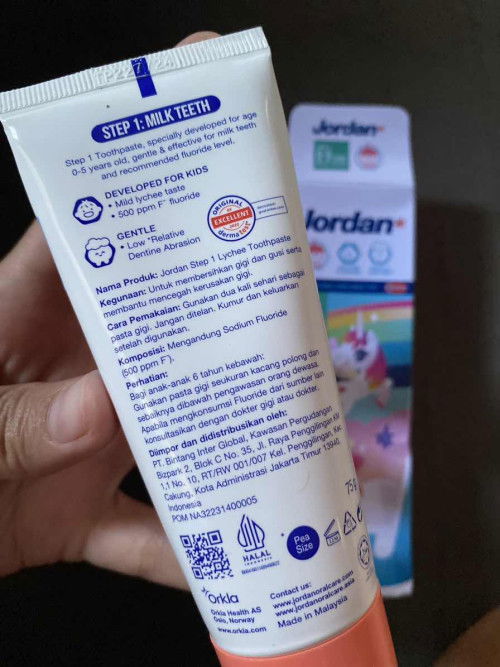 STEP 1: MILK TEETH
Step 1 Toothpaste, specially developed for age
0-5 years old, gentle & effective for milk teeth
and recommended fluoride level.
DEVELOPED FOR KIDS
• Mild lychee taste
• 500 ppm F⁻ fluoride
GENTLE
• Low *Relative
Dentine Abrasion
ORIGINAL
EXCELLENT
dermatest
Nama Produk: Jordan Step 1 Lychee Toothpaste
Kegunaan: Untuk membersihkan gigi dan gusi serta
membantu mencegah kerusakan gigi.
Cara Pemakaian: Gunakan dua kali sehari sebagai
pasta gigi. Jangan ditelan. Kumur dan keluarkan
setelah digunakan.
Komposisi: Mengandung Sodium Fluoride
(500 ppm F⁻).
Perhatian:
Bagi anak-anak 6 tahun kebawah:
Gunakan pasta gigi seukuran kacang polong dan
sebaiknya dibawah pengawasan orang dewasa.
Apabila mengkonsumsi Fluoride dari sumber lain
konsultasikan dengan dokter gigi atau dokter.
Diimpor dan didistribusikan oleh:
PT. Bintang Inter Global, Kawasan Pergudangan
Bizpark 2, Blok C No. 35, Jl. Raya Penggilingan KM
1,1 No. 10, RT/RW 001/007 Kel. Penggilingan, Kec
Cakung, Kota Administrasi Jakarta Timur 13940,
Indonesia
POM NA32231400005
75g
HALAL
INDONESIA
Pea
Size
Orkla
Orkla Health AS
Oslo, Norway
www.orkla.com
Contact us:
www.jordanoralcare.com
www.jordanoralcare.asia
Made in Malaysia
Jordan
Jordan